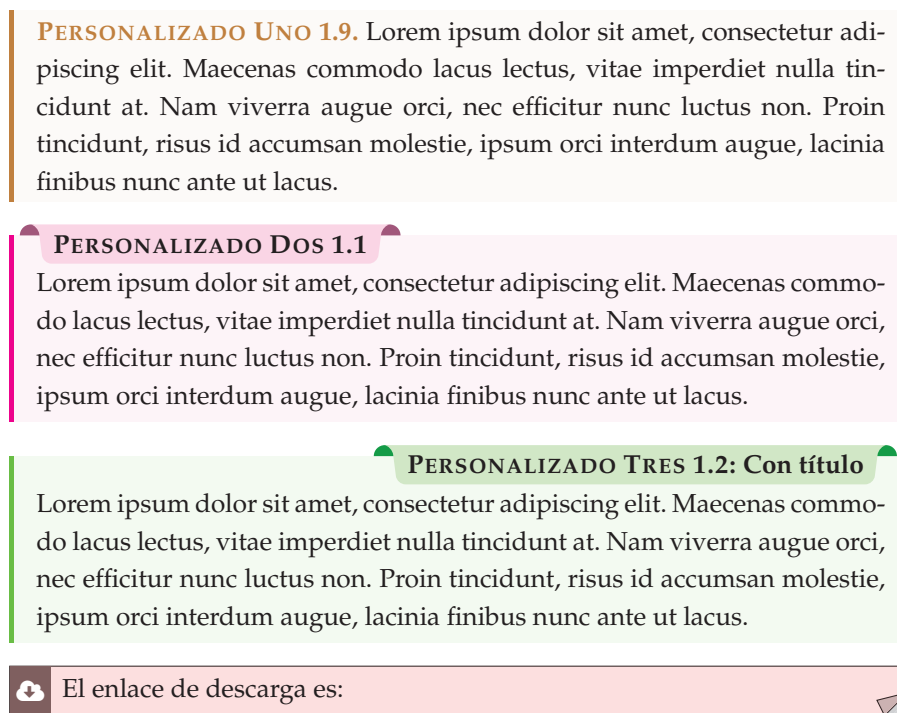 PERSONALIZADO UNO 1.9. Lorem ipsum dolor sit amet, consectetur adi-
piscing elit. Maecenas commodo lacus lectus, vitae imperdiet nulla tin-
cidunt at. Nam viverra augue orci, nec efficitur nunc luctus non. Proin
tincidunt, risus id accumsan molestie, ipsum orci interdum augue, lacinia
finibus nunc ante ut lacus.
PERSONALIZADO DOS 1.1
Lorem ipsum dolor sit amet, consectetur adipiscing elit. Maecenas commo-
do lacus lectus, vitae imperdiet nulla tincidunt at. Nam viverra augue orci,
nec efficitur nunc luctus non. Proin tincidunt, risus id accumsan molestie,
ipsum orci interdum augue, lacinia finibus nunc ante ut lacus.
PERSONALIZADO TRES 1.2: Con título
Lorem ipsum dolor sit amet, consectetur adipiscing elit. Maecenas commo-
do lacus lectus, vitae imperdiet nulla tincidunt at. Nam viverra augue orci,
nec efficitur nunc luctus non. Proin tincidunt, risus id accumsan molestie,
ipsum orci interdum augue, lacinia finibus nunc ante ut lacus.
El enlace de descarga es: